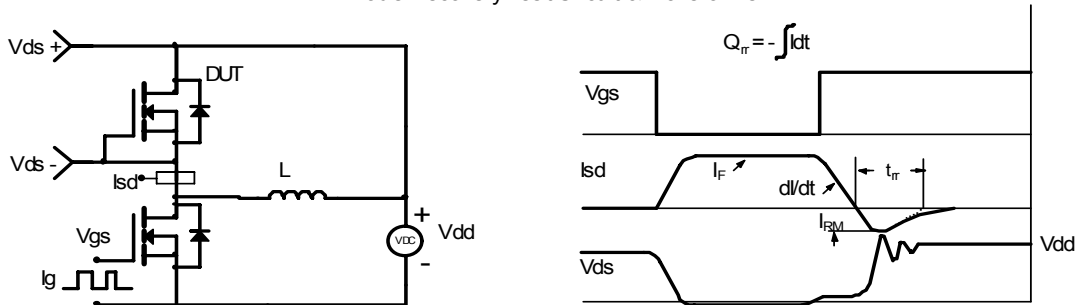 Vds +
DUT
Vds -
Isd
L
Vgs
Ig
+
VDC
-
Vdd
Qrr = - ∫ Idt
Vgs
Isd
IF
dI/dt
trr
IRM
Vdd
Vds